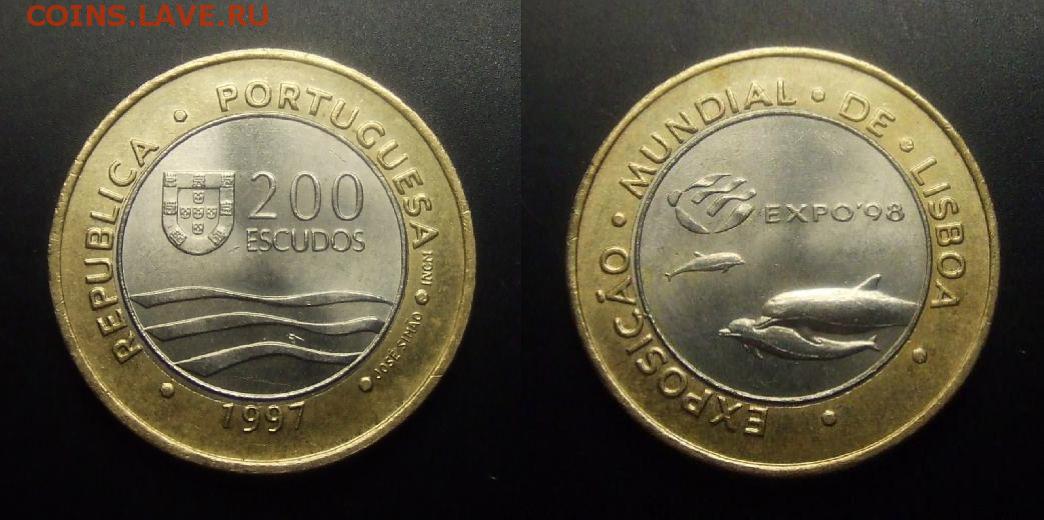 COINS.LAVE.RU
REPUBLICA • PORTUGUESA
200
ESCUDOS
INCM • JOSÉ SIMÃO
• 1997 •
EXPOSIÇÃO • MUNDIAL • DE • LISBOA
EXPO'98